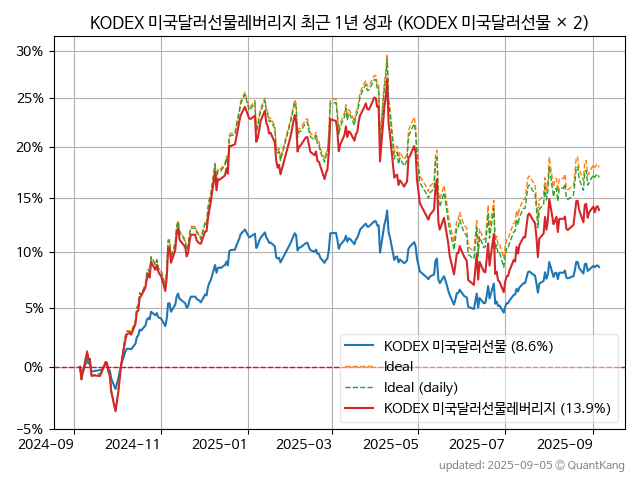 KODEX 미국달러선물레버리지 최근 1년 성과 (KODEX 미국달러선물 × 2)
30%
25%
20%
15%
10%
5%
0%
−5%
2024−09
2024−11
2025−01
2025−03
2025−05
2025−07
2025−09
KODEX 미국달러선물 (8.6%)
Ideal
Ideal (daily)
KODEX 미국달러선물레버리지 (13.9%)
updated: 2025-09-05 © QuantKang